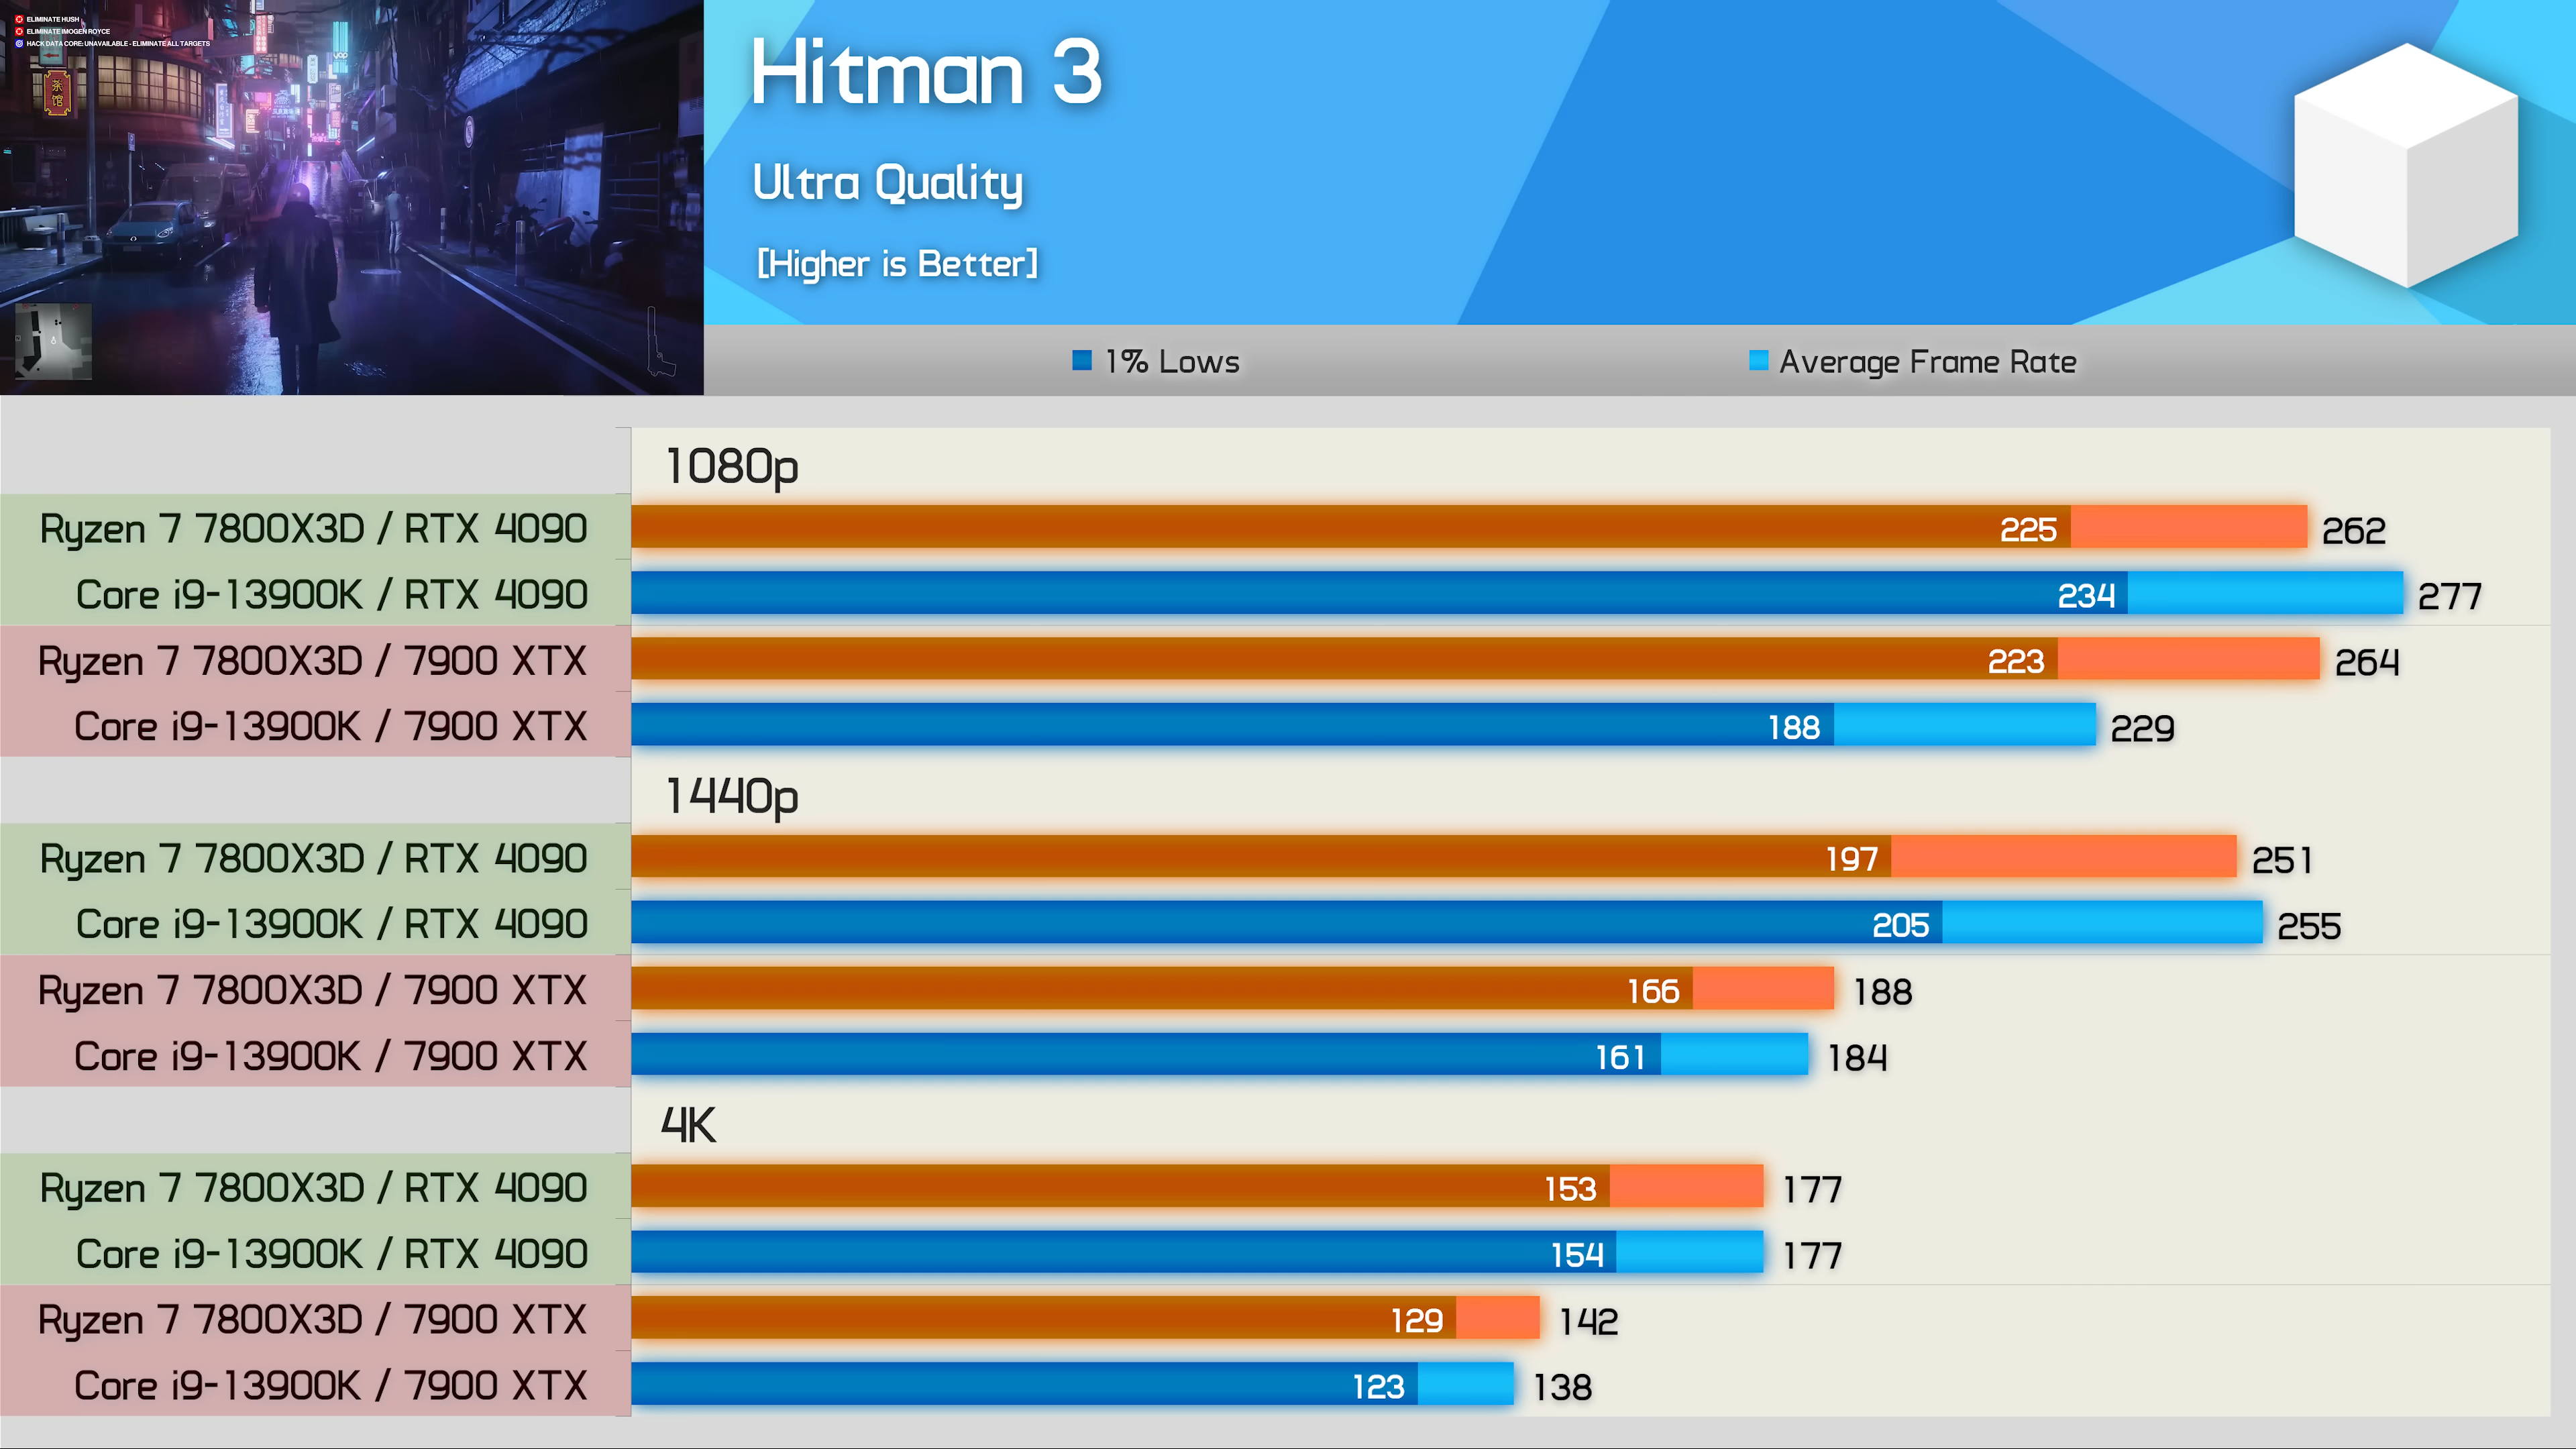 ELIMINATE HUSH
ELIMINATE IMOGEN ROYCE
HACK DATA CORE: UNAVAILABLE - ELIMINATE ALL TARGETS
茶馆
Hitman 3
Ultra Quality
[Higher is Better]
1% Lows
Average Frame Rate
1080p
Ryzen 7 7800X3D / RTX 4090 225 262
Core i9-13900K / RTX 4090 234 277
Ryzen 7 7800X3D / 7900 XTX 223 264
Core i9-13900K / 7900 XTX 188 229
1440p
Ryzen 7 7800X3D / RTX 4090 197 251
Core i9-13900K / RTX 4090 205 255
Ryzen 7 7800X3D / 7900 XTX 166 188
Core i9-13900K / 7900 XTX 161 184
4K
Ryzen 7 7800X3D / RTX 4090 153 177
Core i9-13900K / RTX 4090 154 177
Ryzen 7 7800X3D / 7900 XTX 129 142
Core i9-13900K / 7900 XTX 123 138